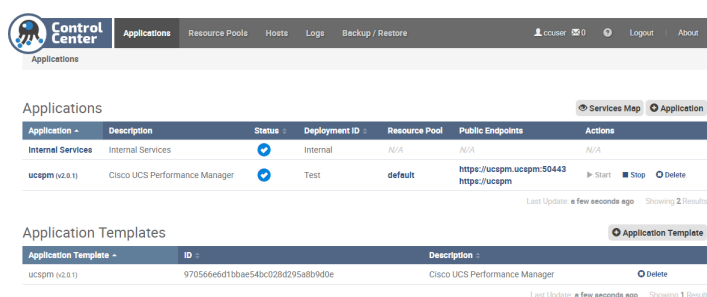 Control Center
Applications Resource Pools Hosts Logs Backup / Restore ccuser 0 Logout About
Applications
Applications Services Map Application
Application Description Status Deployment ID Resource Pool Public Endpoints Actions
Internal Services Internal Services Internal N/A N/A N/A
ucspm (v2.0.1) Cisco UCS Performance Manager Test default https://ucspm.ucspm:50443 Start Stop Delete
https://ucspm
Last Update: a few seconds ago Showing 2 Results
Application Templates Application Template
Application Template ID Description
ucspm (v2.0.1) 970566e6d1bbae54bc028d295a8b9d0e Cisco UCS Performance Manager Delete
Last Update: a few seconds ago Showing 1 Result